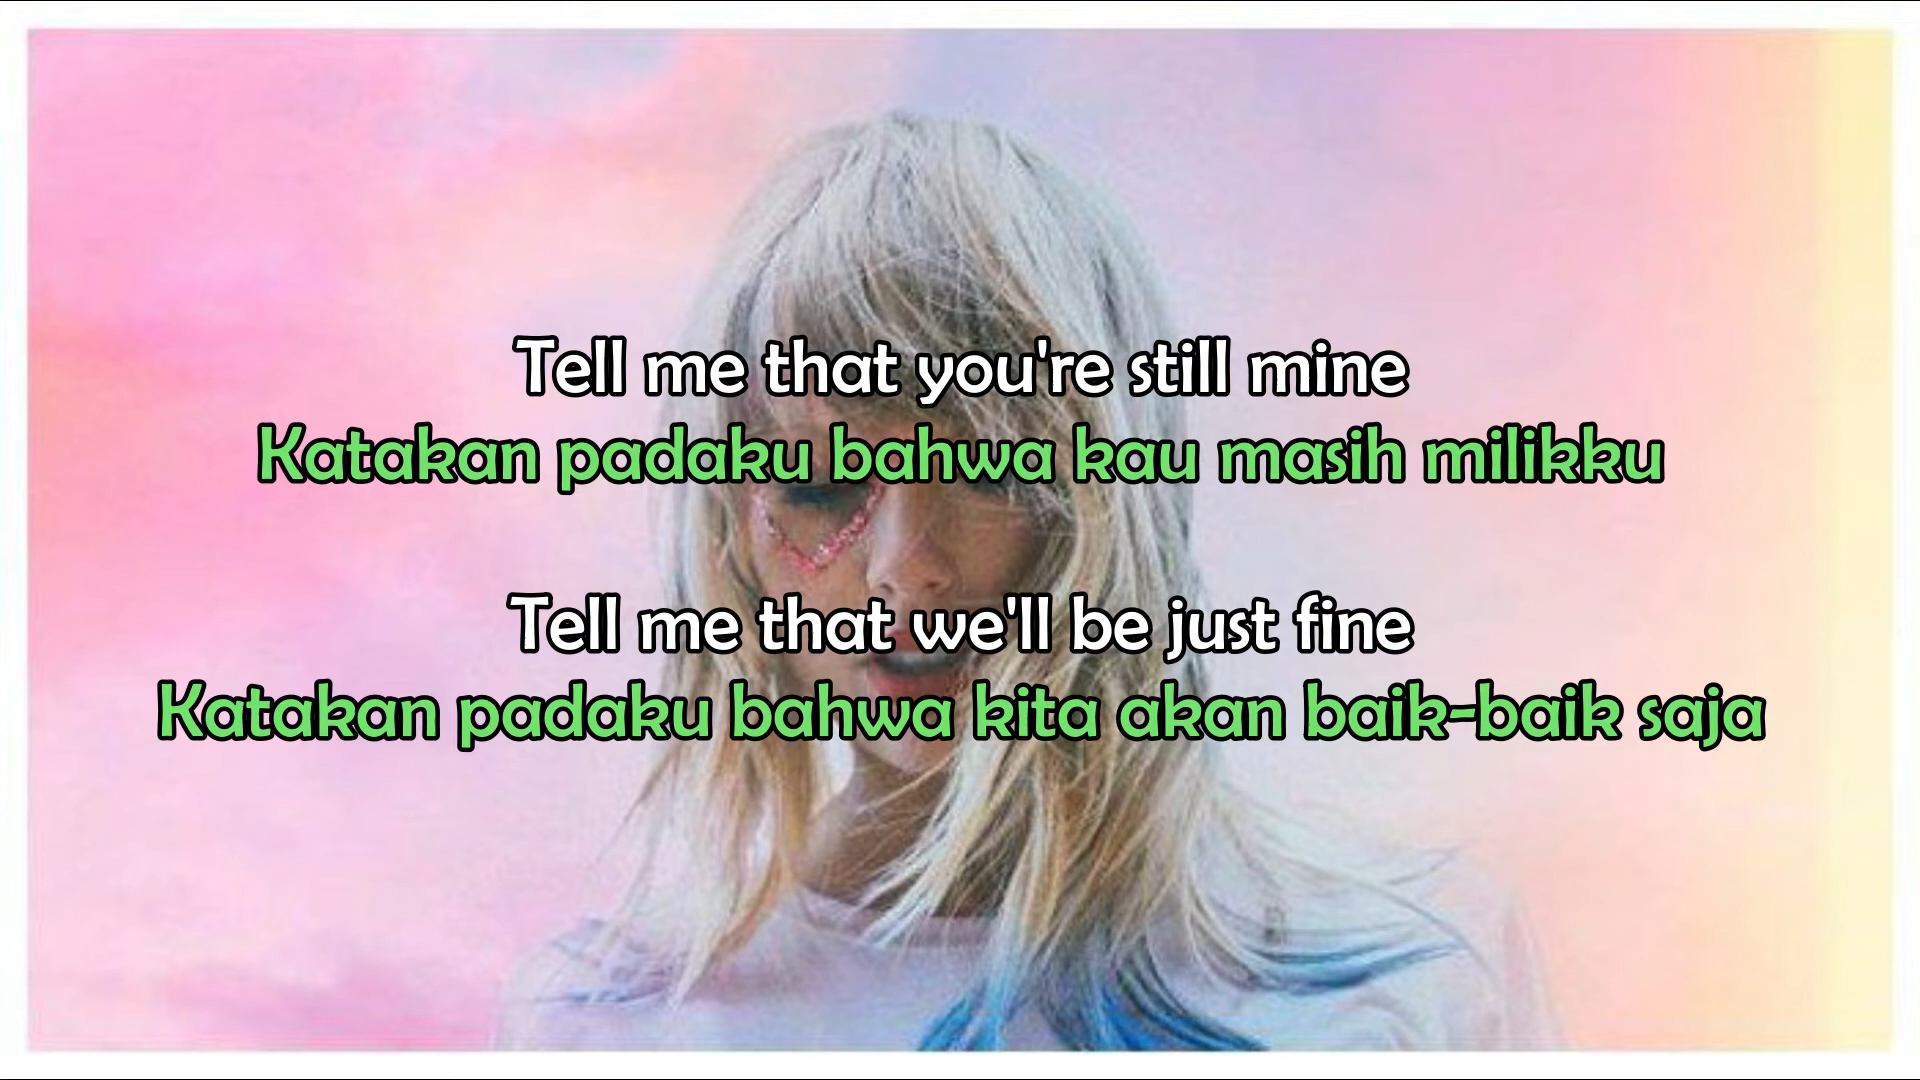 Tell me that you're still mine
Katakan padaku bahwa kau masih milikku
Tell me that we'll be just fine
Katakan padaku bahwa kita akan baik-baik saja